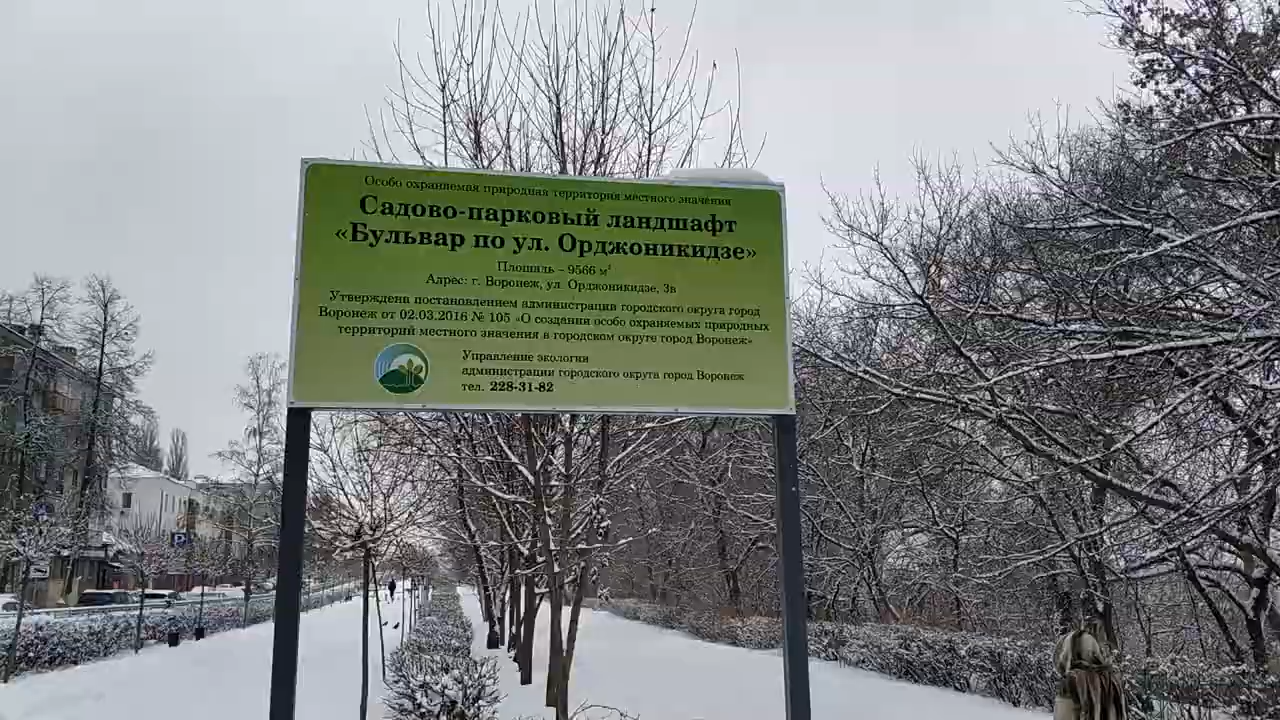 Особо охраняемая природная территория местного значения
Садово-парковый ландшафт
«Бульвар по ул. Орджоникидзе»
Площадь – 9566 м²
Адрес: г. Воронеж, ул. Орджоникидзе, 3в
Утверждена постановлением администрации городского округа город
Воронеж от 02.03.2016 № 105 «О создании особо охраняемых природных
территорий местного значения в городском округе город Воронеж»
Управление экологии
администрации городского округа город Воронеж
тел. 228-31-82
P